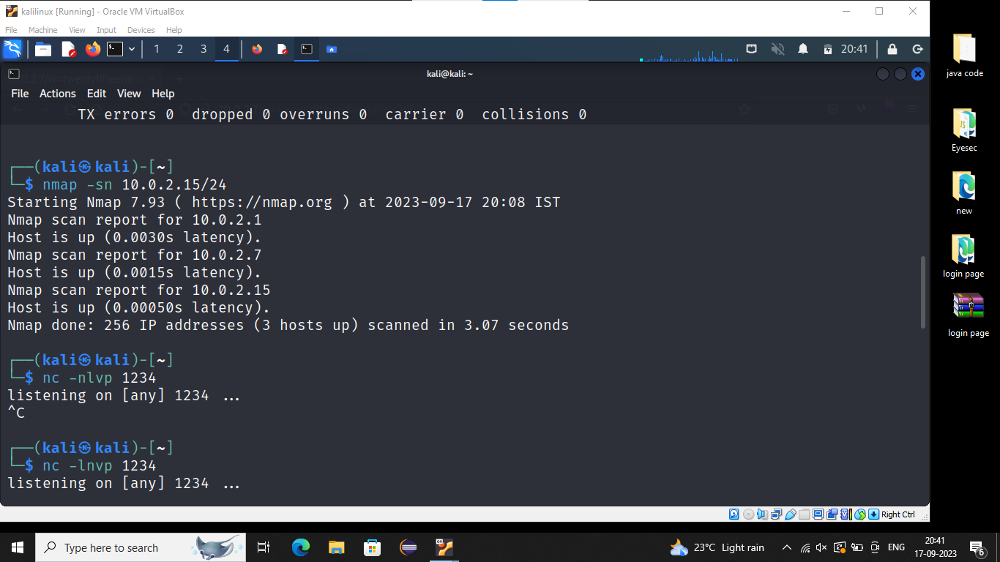 kalilinux [Running] - Oracle VM VirtualBox
File Machine View Input Devices Help
1 2 3 4
20:41
kali@kali: ~
File Actions Edit View Help
TX errors 0  dropped 0 overruns 0  carrier 0  collisions 0
┌──(kali㉿kali)-[~]
└─$ nmap -sn 10.0.2.15/24
Starting Nmap 7.93 ( https://nmap.org ) at 2023-09-17 20:08 IST
Nmap scan report for 10.0.2.1
Host is up (0.0030s latency).
Nmap scan report for 10.0.2.7
Host is up (0.0015s latency).
Nmap scan report for 10.0.2.15
Host is up (0.00050s latency).
Nmap done: 256 IP addresses (3 hosts up) scanned in 3.07 seconds
┌──(kali㉿kali)-[~]
└─$ nc -nlvp 1234
listening on [any] 1234 ...
^C
┌──(kali㉿kali)-[~]
└─$ nc -lnvp 1234
listening on [any] 1234 ...
Right Ctrl
java code
Eyesec
new
login page
login page
Type here to search
23°C Light rain
ENG
20:41
17-09-2023
6